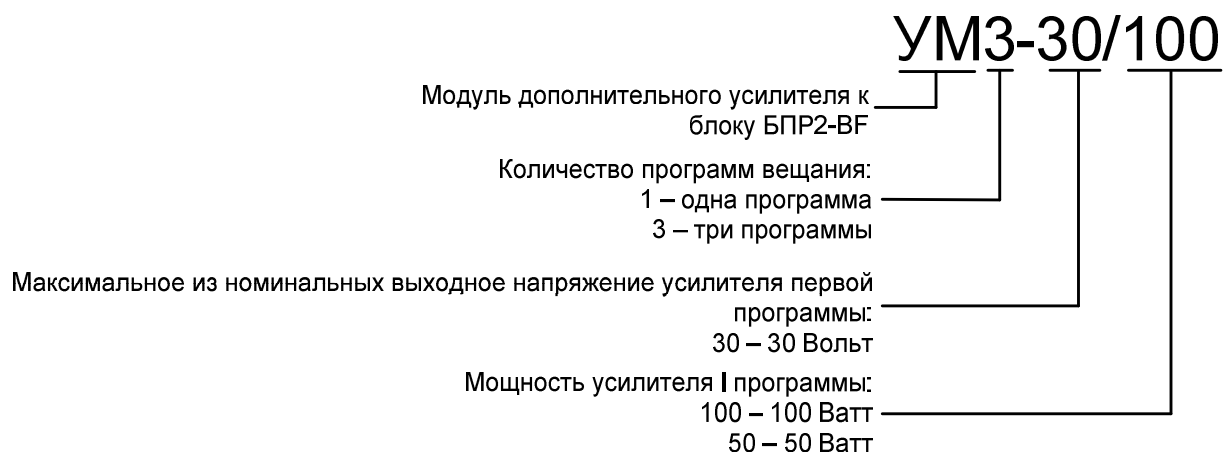 УМ3-30/100
Модуль дополнительного усилителя к
блоку БПР2-BF
Количество программ вещания:
1 – одна программа
3 – три программы
Максимальное из номинальных выходное напряжение усилителя первой
программы:
30 – 30 Вольт
Мощность усилителя I программы:
100 – 100 Ватт
50 – 50 Ватт